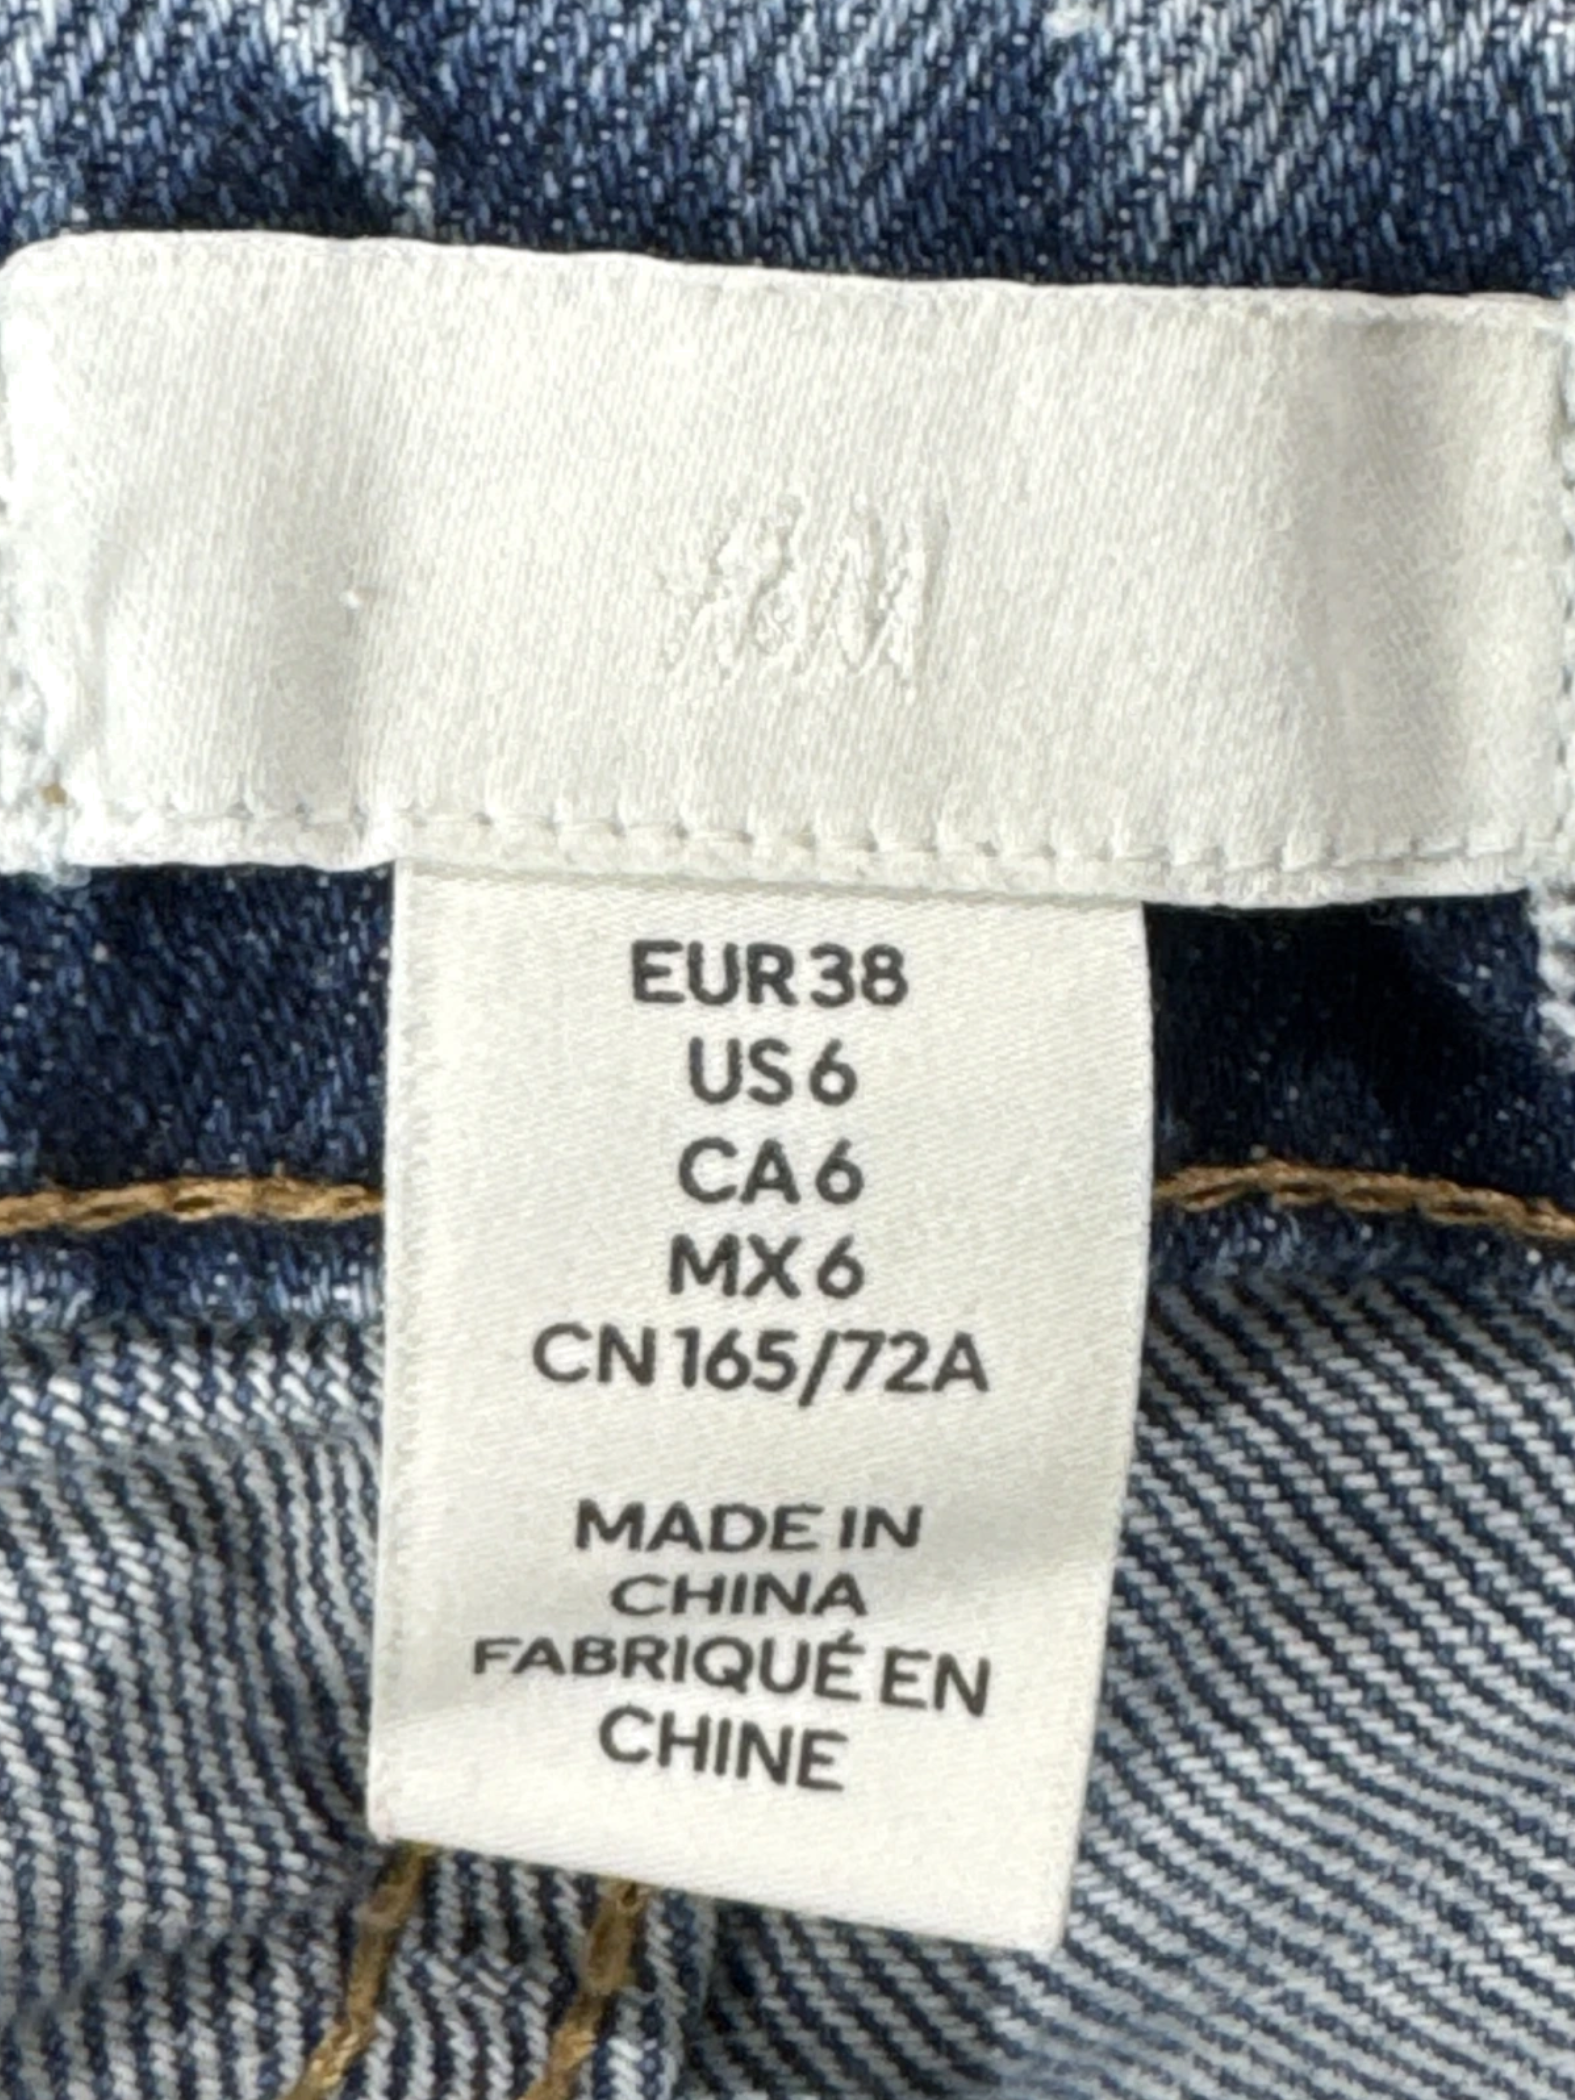 H&M
EUR 38
US 6
CA 6
MX 6
CN 165/72A
MADE IN
CHINA
FABRIQUÉ EN
CHINE